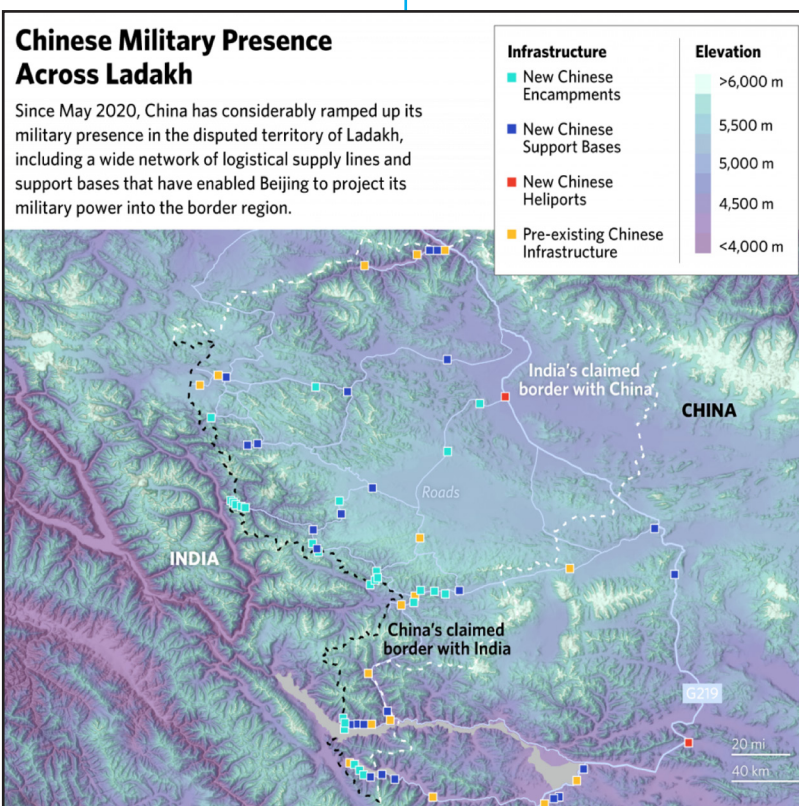 Chinese Military Presence
Across Ladakh
Since May 2020, China has considerably ramped up its
military presence in the disputed territory of Ladakh,
including a wide network of logistical supply lines and
support bases that have enabled Beijing to project its
military power into the border region.
Infrastructure
New Chinese
Encampments
New Chinese
Support Bases
New Chinese
Heliports
Pre-existing Chinese
Infrastructure
Elevation
>6,000 m
5,500 m
5,000 m
4,500 m
<4,000 m
India's claimed
border with China
CHINA
Roads
INDIA
China's claimed
border with India
G219
20 mi
40 km